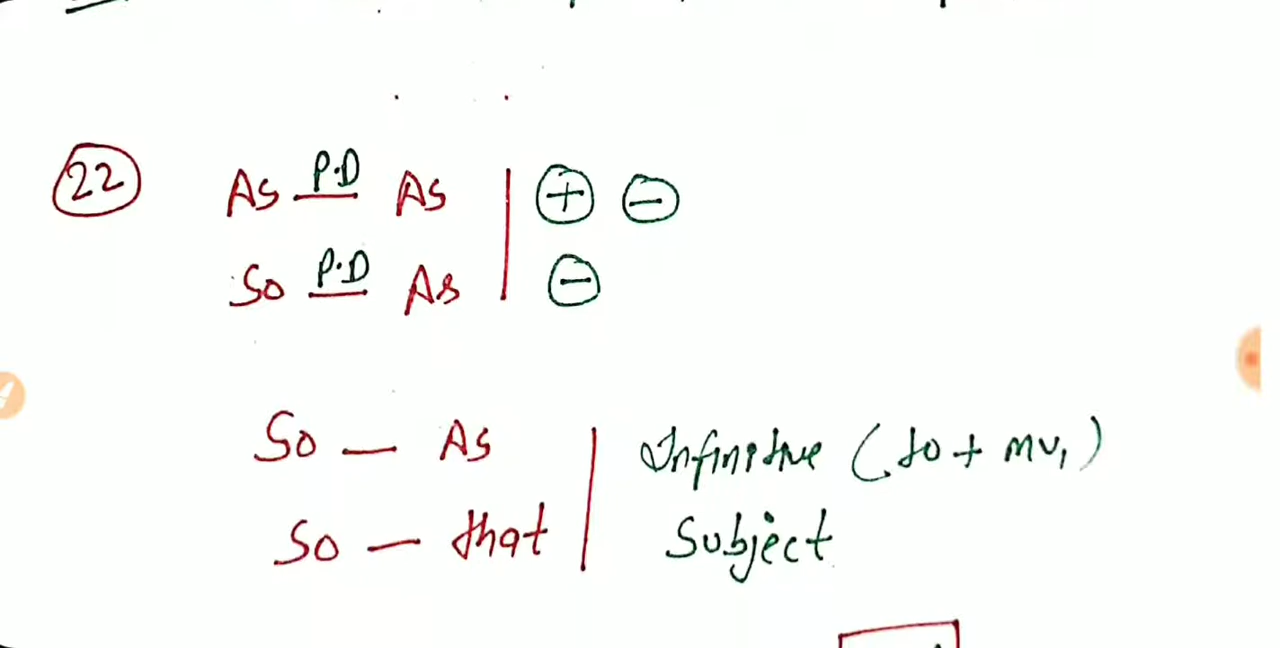 22 As P.D As | + -
So P.D As | -
So — As | Infinitive (to + mv₁)
So — that | Subject